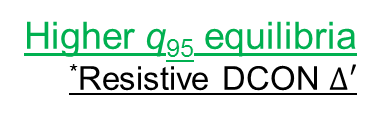 Higher q95 equilibria
*Resistive DCON Δ′